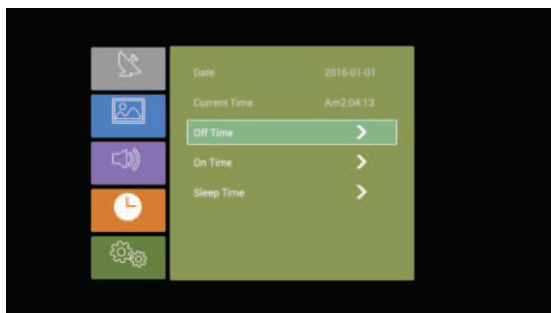 Date 2016-01-01
Current Time Am2:04:13
Off Time
On Time
Sleep Time